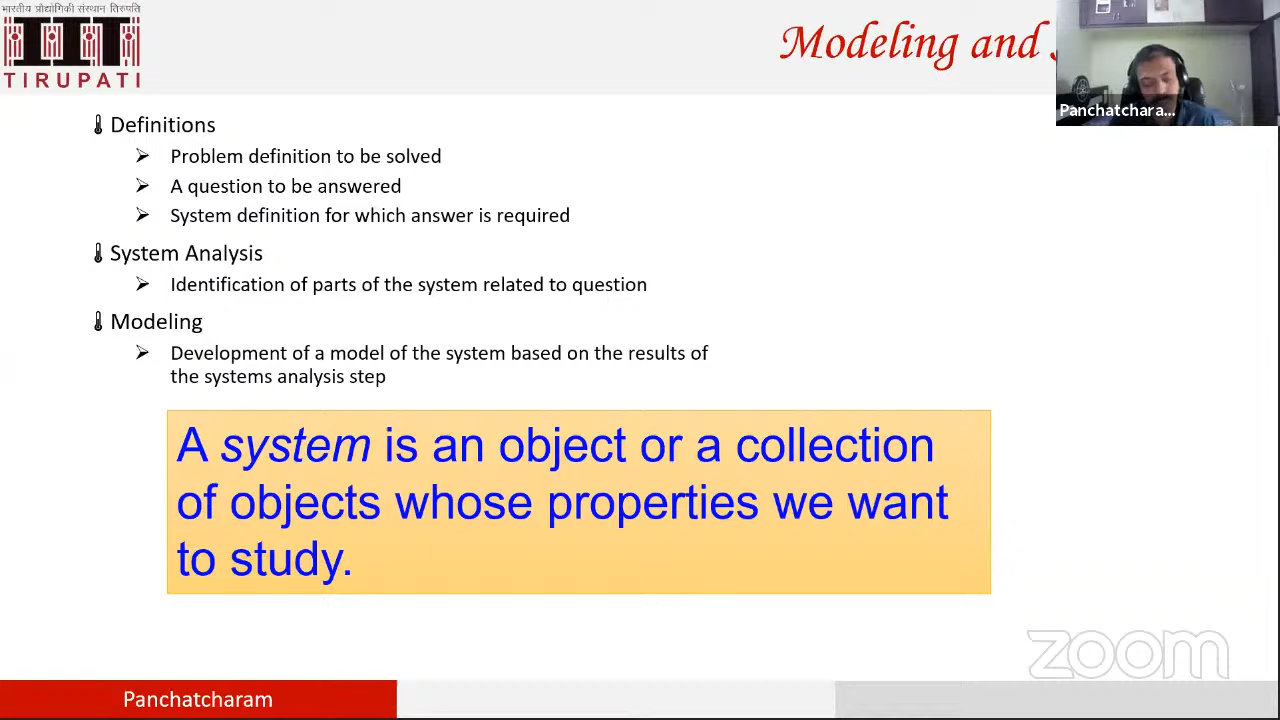 भारतीय प्रौद्योगिकी संस्थान तिरुपति
TIRUPATI
Modeling and
Panchatchara...
Definitions
Problem definition to be solved
A question to be answered
System definition for which answer is required
System Analysis
Identification of parts of the system related to question
Modeling
Development of a model of the system based on the results of
the systems analysis step
A system is an object or a collection
of objects whose properties we want
to study.
zoom
Panchatcharam